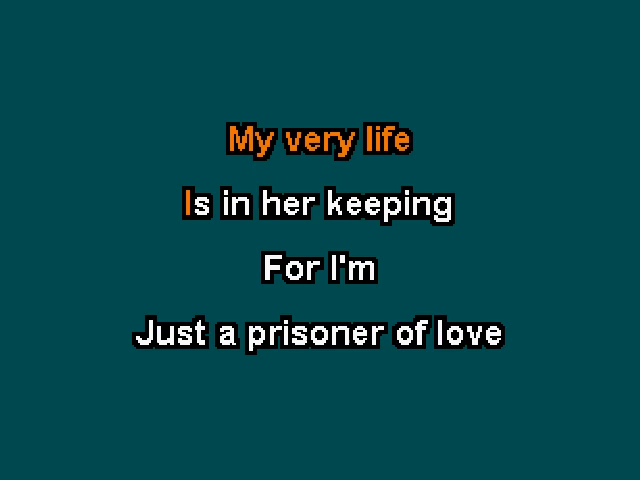 My very life
Is in her keeping
For I'm
Just a prisoner of love